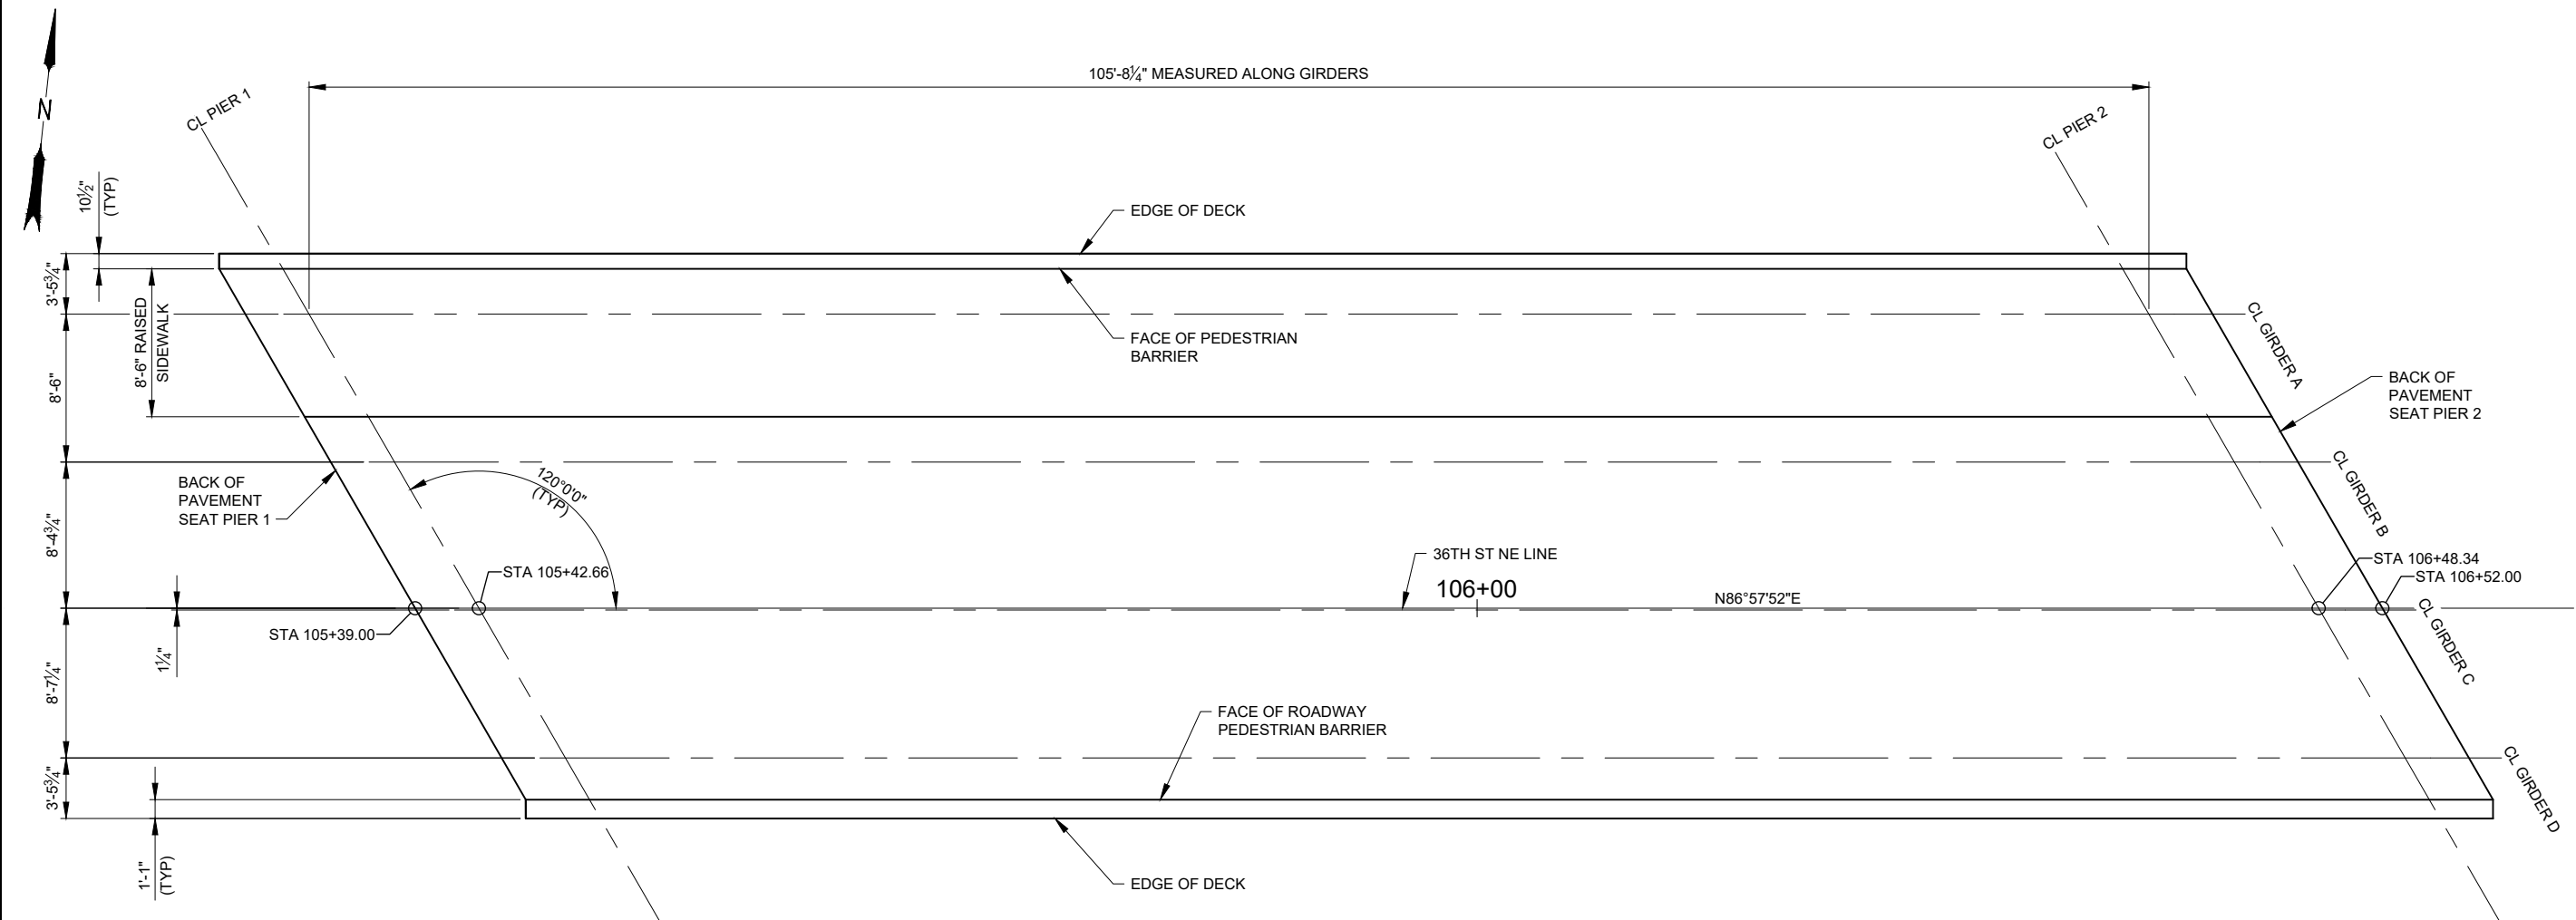 105'-8¼" MEASURED ALONG GIRDERS
CL PIER 1
CL PIER 2
N
10½"
(TYP)
EDGE OF DECK
3'-5¾"
8'-6" RAISED
SIDEWALK
FACE OF PEDESTRIAN
BARRIER
CL GIRDER A
8'-6"
BACK OF
PAVEMENT
SEAT PIER 2
BACK OF
PAVEMENT
SEAT PIER 1
120°0'0"
(TYP)
CL GIRDER B
8'-4¾"
36TH ST NE LINE
STA 105+42.66
106+00
N86°57'52"E
STA 106+48.34
STA 106+52.00
STA 105+39.00
CL GIRDER C
1¼"
8'-7¼"
FACE OF ROADWAY
PEDESTRIAN BARRIER
3'-5¾"
CL GIRDER D
1'-1"
(TYP)
EDGE OF DECK